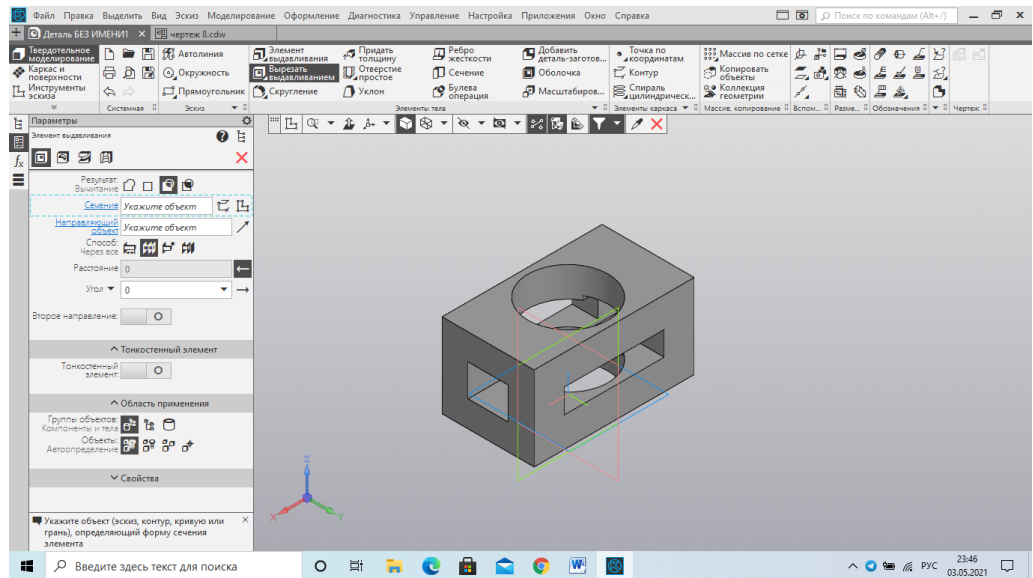 Файл Правка Выделить Вид Эскиз Моделирование Оформление Диагностика Управление Настройка Приложения Окно Справка
Поиск по командам (Alt+/)
Деталь БЕЗ ИМЕНИ1
чертеж 8.cdw
Твердотельное моделирование
Каркас и поверхности
Инструменты эскиза
Системная
Автолиния
Окружность
Прямоугольник
Эскиз
Элемент выдавливания
Вырезать выдавливанием
Скругление
Придать толщину
Отверстие простое
Уклон
Ребро жесткости
Сечение
Булева операция
Добавить деталь-заготов...
Оболочка
Масштабиров...
Элементы тела
Точка по координатам
Контур
Спираль цилиндрическ...
Элементы каркаса
Массив по сетке
Копировать объекты
Коллекция геометрии
Массив, копирование
Вспом...
Разме...
Обозначения
Чертеж
Параметры
Элемент выдавливания
Результат:
Вычитание
Сечение Укажите объект
Направляющий объект Укажите объект
Способ:
Через все
Расстояние 0
Угол 0
Второе направление:
Тонкостенный элемент
Тонкостенный элемент:
Область применения
Группы объектов:
Компоненты и тела
Объекты:
Автоопределение
Свойства
Укажите объект (эскиз, контур, кривую или
грань), определяющий форму сечения
элемента
Z
X
Y
Введите здесь текст для поиска
РУС
23:46
03.05.2021